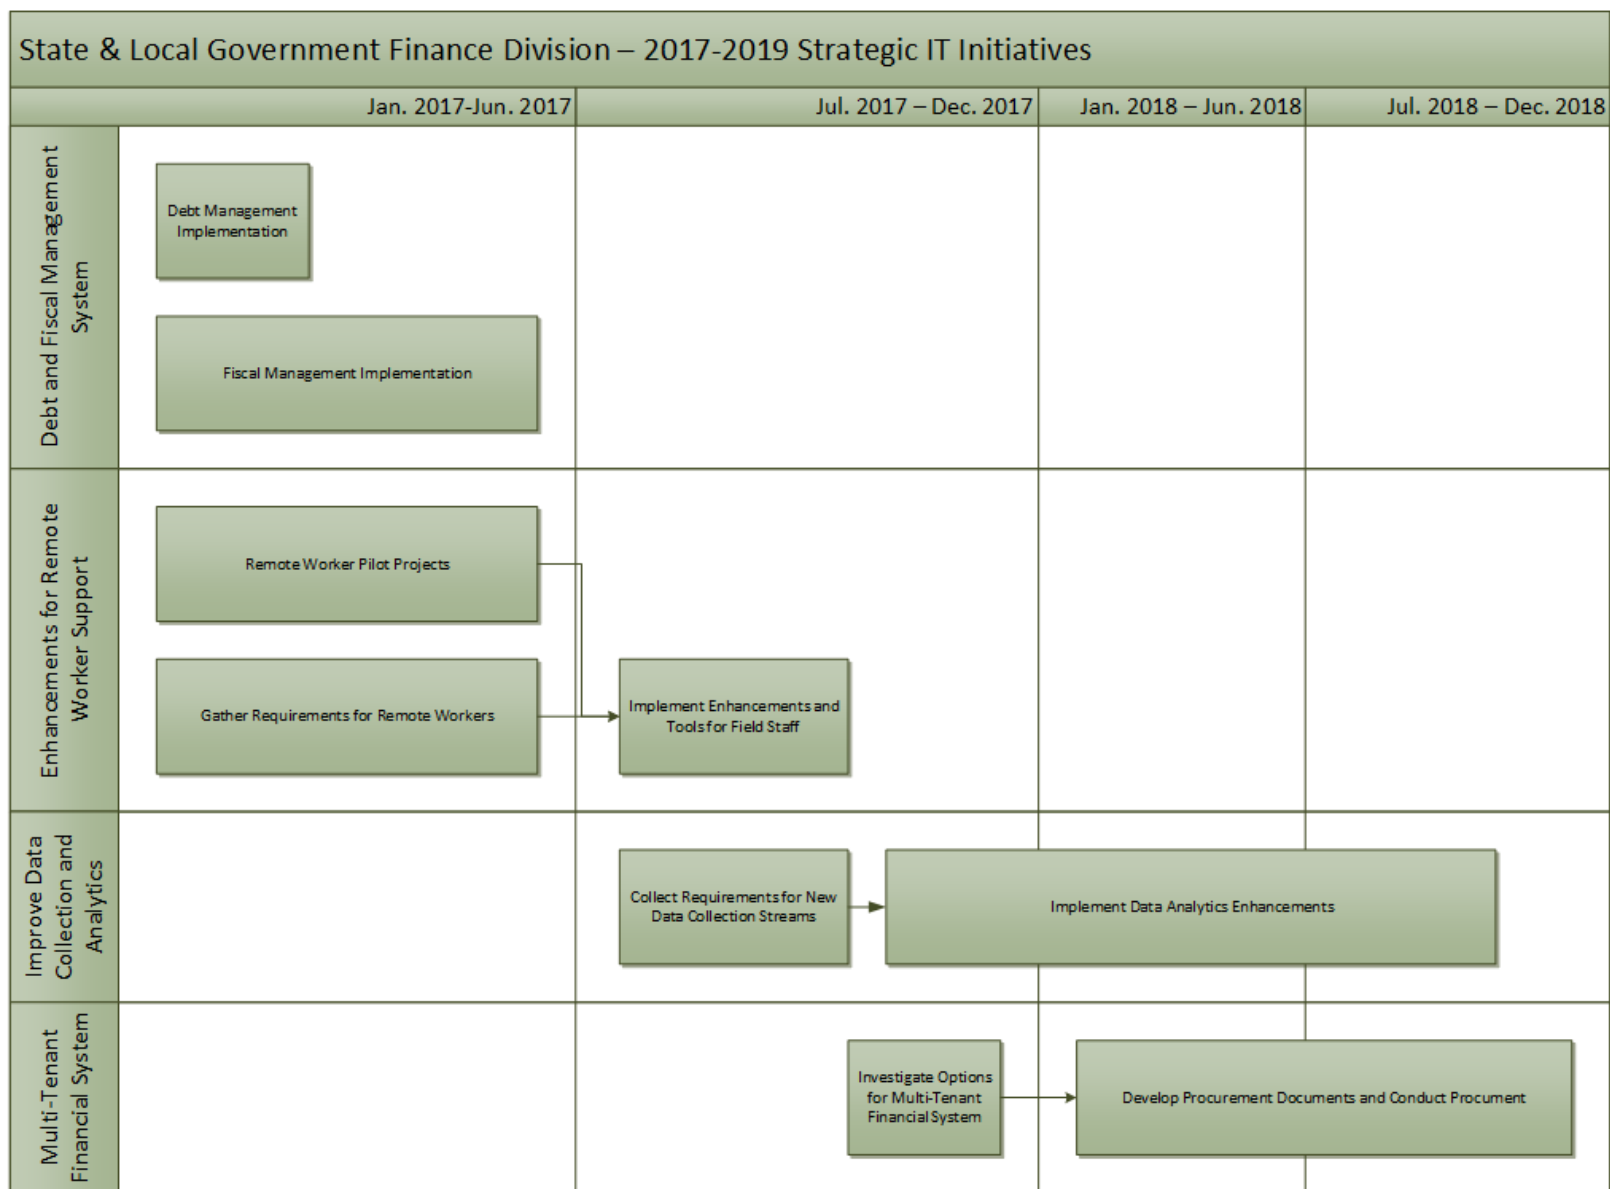 State & Local Government Finance Division – 2017-2019 Strategic IT Initiatives
Jan. 2017-Jun. 2017
Jul. 2017 – Dec. 2017
Jan. 2018 – Jun. 2018
Jul. 2018 – Dec. 2018
Debt and Fiscal Management
System
Debt Management
Implementation
Fiscal Management Implementation
Enhancements for Remote
Worker Support
Remote Worker Pilot Projects
Gather Requirements for Remote Workers
Implement Enhancements and
Tools for Field Staff
Improve Data
Collection and
Analytics
Collect Requirements for New
Data Collection Streams
Implement Data Analytics Enhancements
Multi-Tenant
Financial System
Investigate Options
for Multi-Tenant
Financial System
Develop Procurement Documents and Conduct Procument